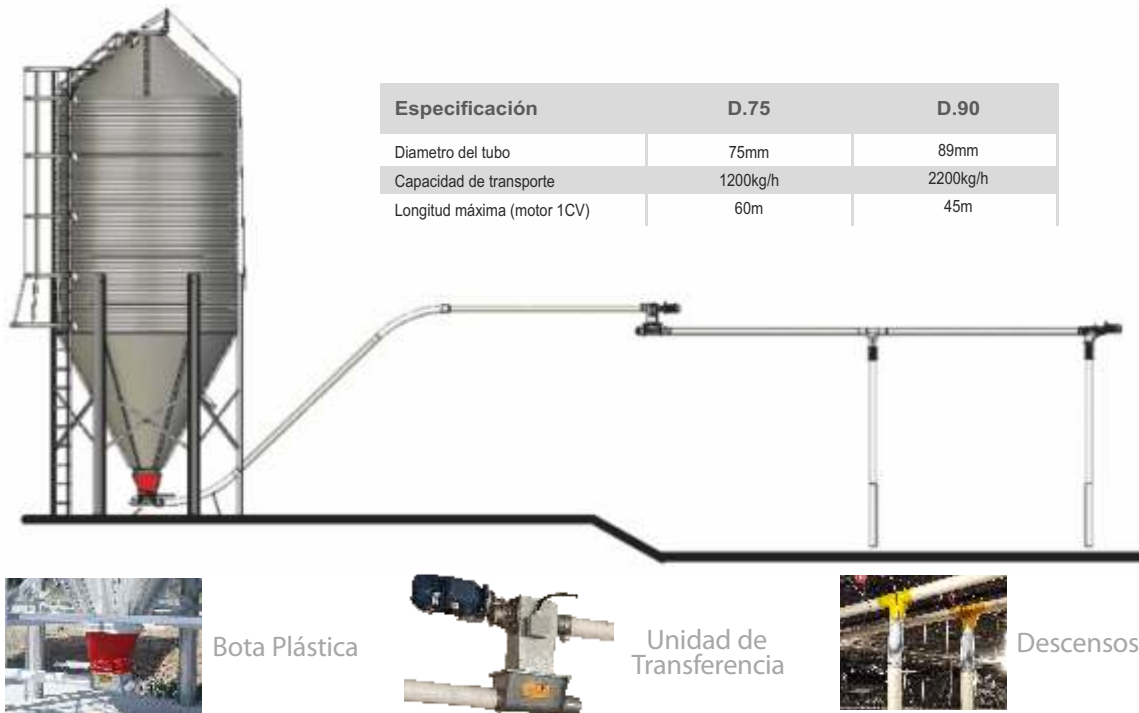 Especificación D.75 D.90
Diametro del tubo 75mm 89mm
Capacidad de transporte 1200kg/h 2200kg/h
Longitud máxima (motor 1CV) 60m 45m
Bota Plástica
Unidad de
Transferencia
Descensos